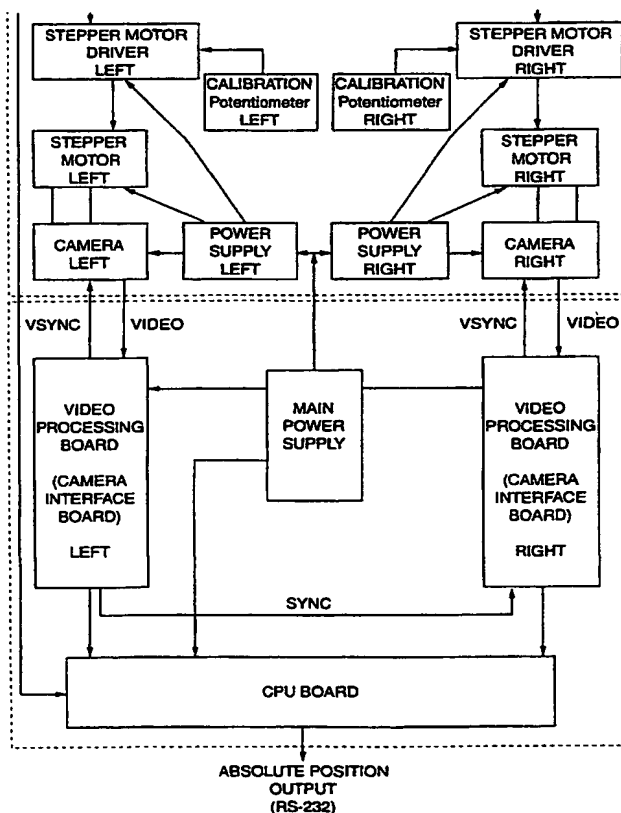 STEPPER MOTOR
DRIVER
LEFT
CALIBRATION
Potentiometer
LEFT
CALIBRATION
Potentiometer
RIGHT
STEPPER MOTOR
DRIVER
RIGHT
STEPPER
MOTOR
LEFT
STEPPER
MOTOR
RIGHT
CAMERA
LEFT
POWER
SUPPLY
LEFT
POWER
SUPPLY
RIGHT
CAMERA
RIGHT
VSYNC
VIDEO
VSYNC
VIDEO
VIDEO
PROCESSING
BOARD
(CAMERA
INTERFACE
BOARD)
LEFT
MAIN
POWER
SUPPLY
VIDEO
PROCESSING
BOARD
(CAMERA
INTERFACE
BOARD)
RIGHT
SYNC
CPU BOARD
ABSOLUTE POSITION
OUTPUT
(RS-232)